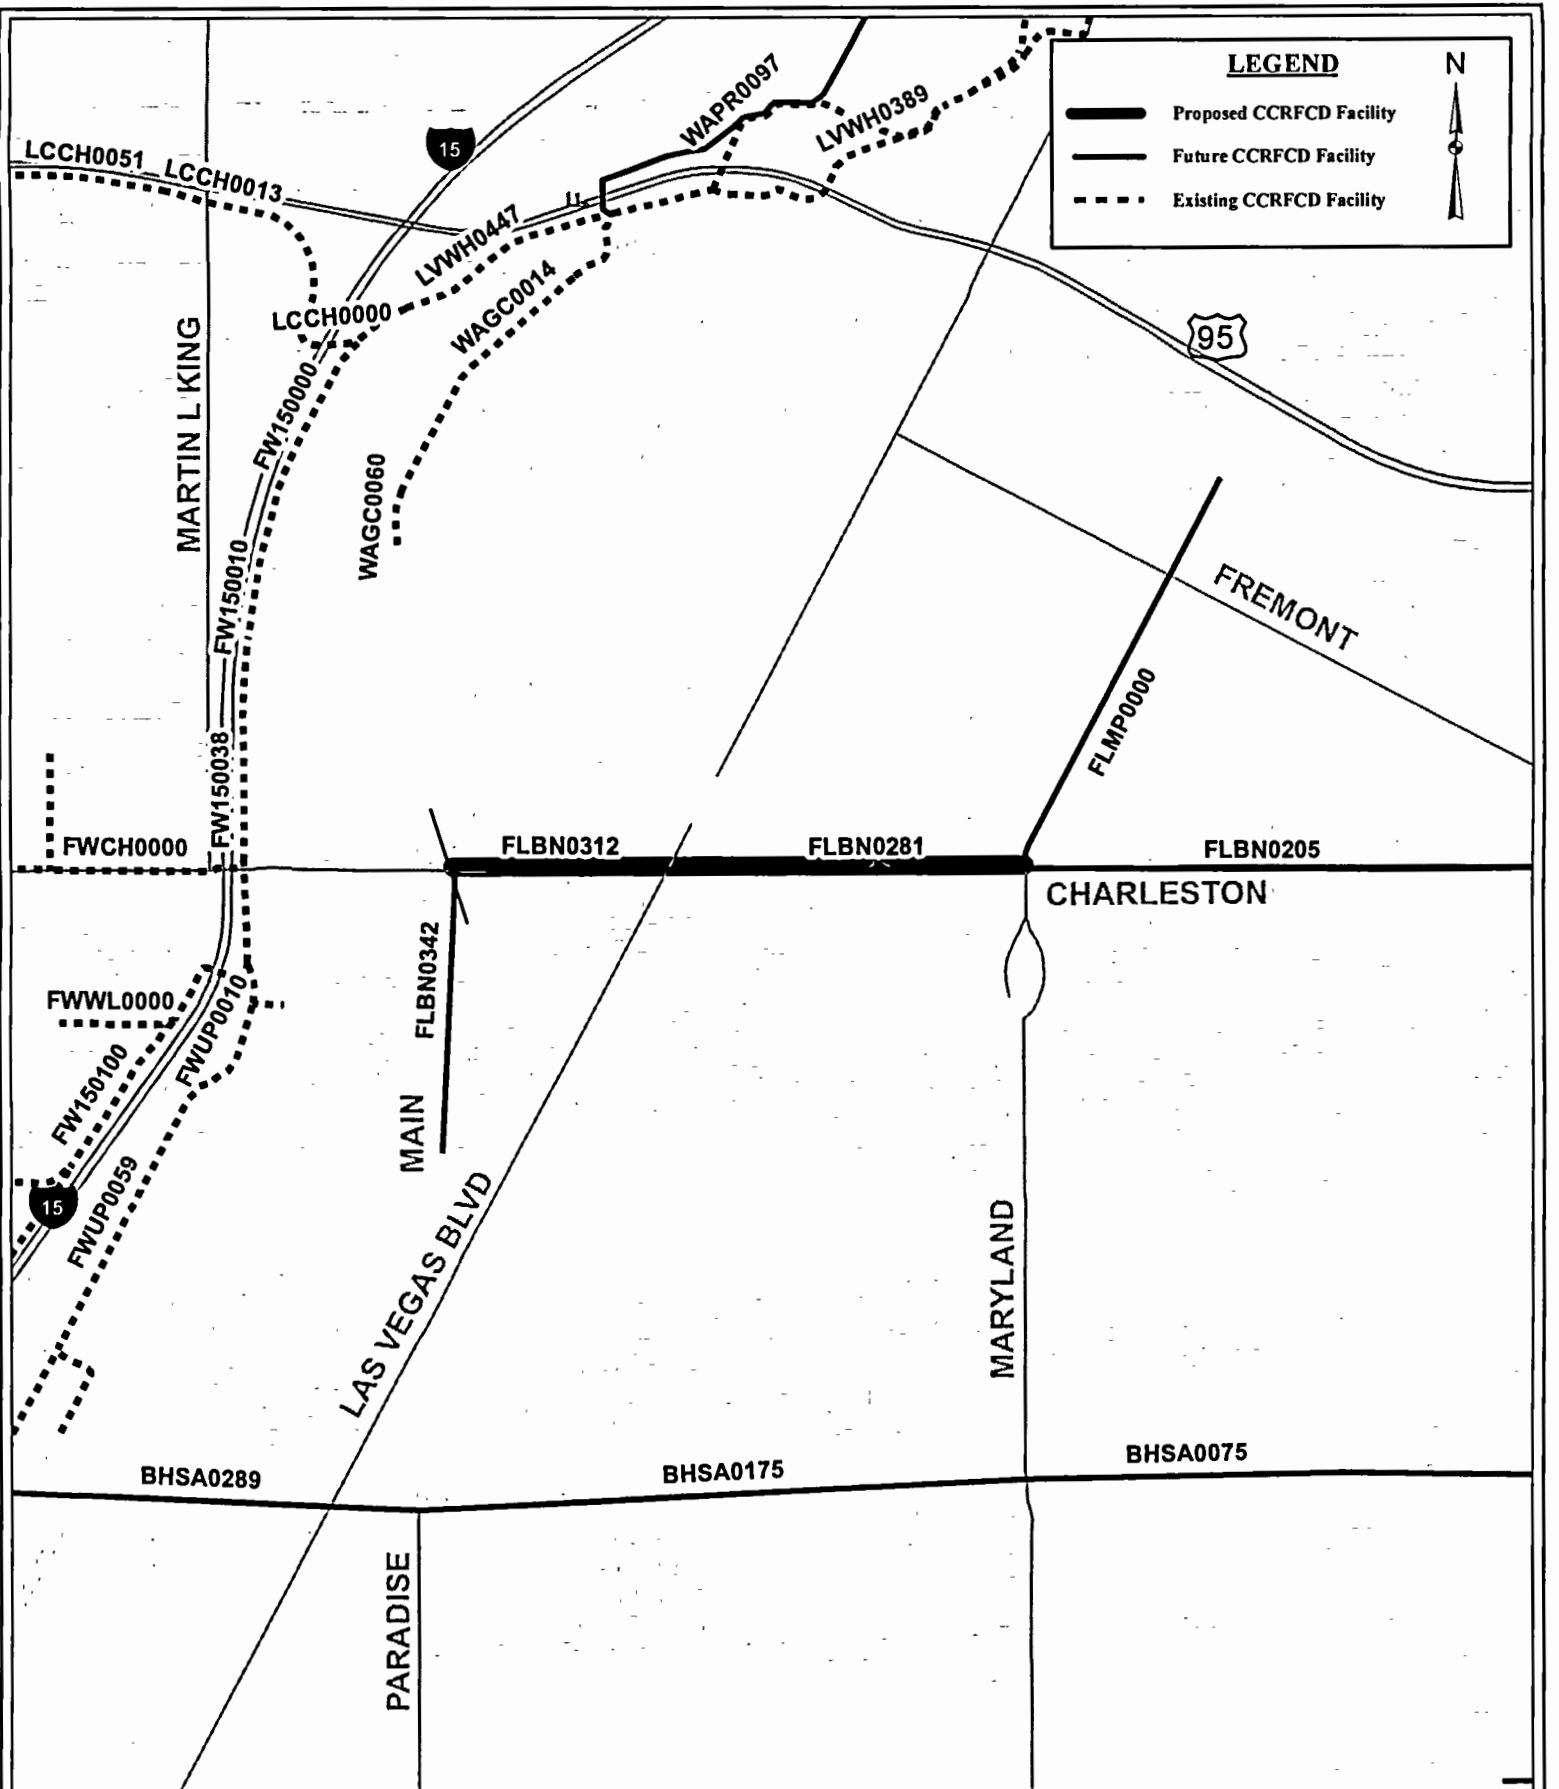 LEGEND
N
Proposed CCRFCD Facility
Future CCRFCD Facility
Existing CCRFCD Facility
WAPR0097
LVWH0389
15
LCCH0051
LCCH0013
LVWH0447
WAGC0014
LCCH0000
95
MARTIN L KING
FW150000
WAGC0060
FW150010
FREMONT
FLMP0000
FW150038
FWCH0000
FLBN0312
FLBN0281
FLBN0205
CHARLESTON
FLBN0342
FWWL0000
FWUP0010
FW150100
MAIN
FWUP0059
15
LAS VEGAS BLVD
MARYLAND
BHSA0289
BHSA0175
BHSA0075
PARADISE